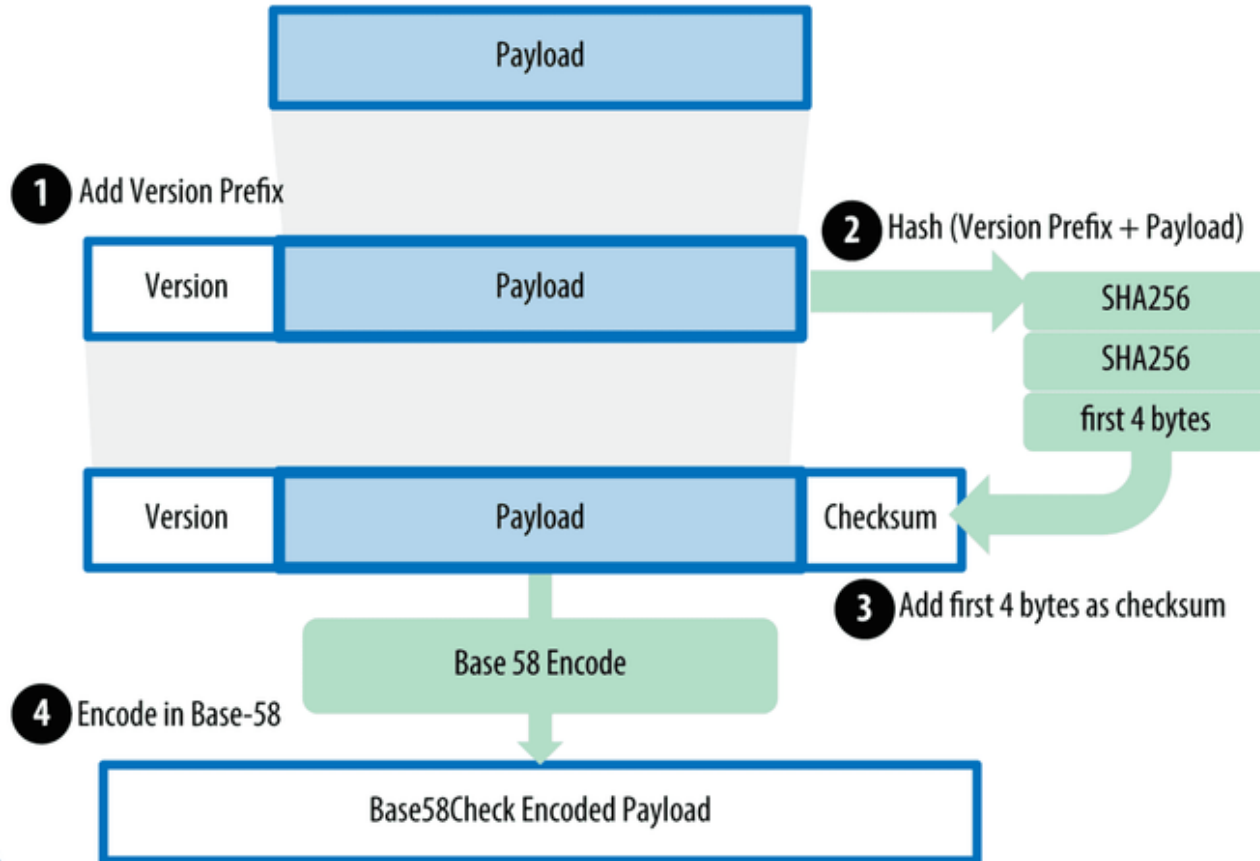 Payload
1 Add Version Prefix
2 Hash (Version Prefix + Payload)
Version Payload
SHA256
SHA256
first 4 bytes
Version Payload Checksum
3 Add first 4 bytes as checksum
Base 58 Encode
4 Encode in Base-58
Base58Check Encoded Payload